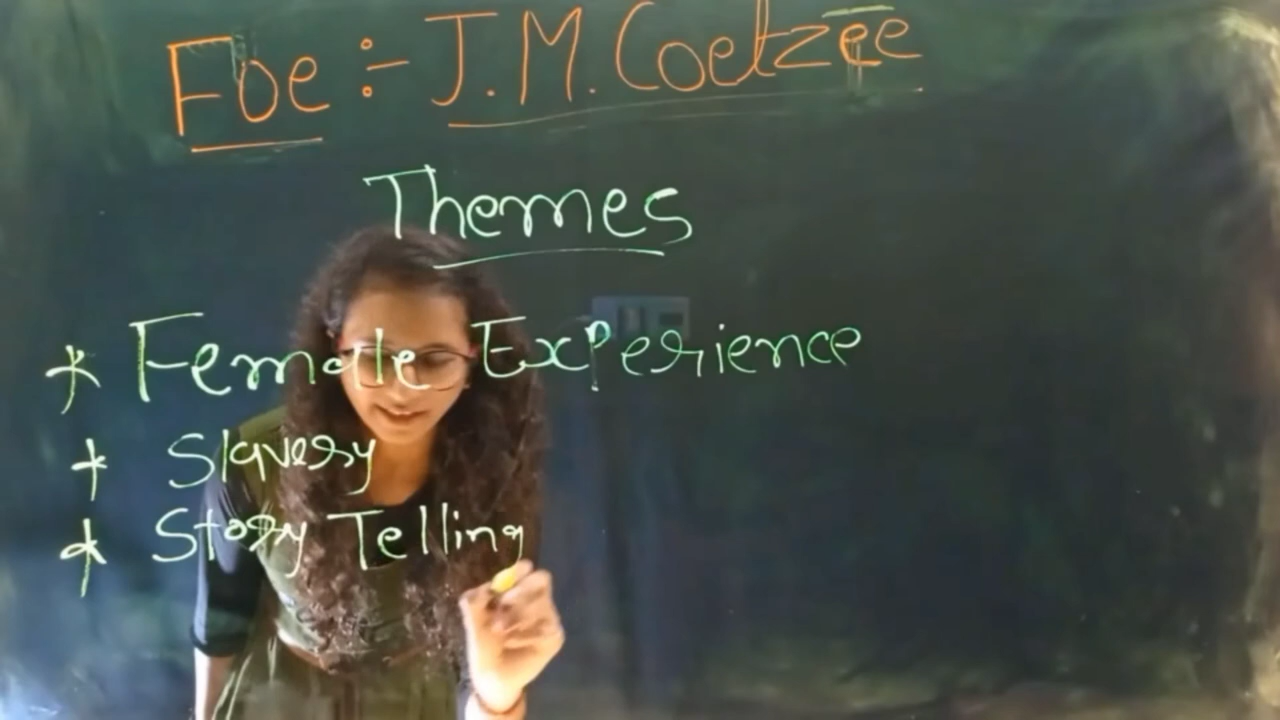 Foe :- J.M. Coetzee
Themes
* Female Experience
* Slavery
* Story Telling